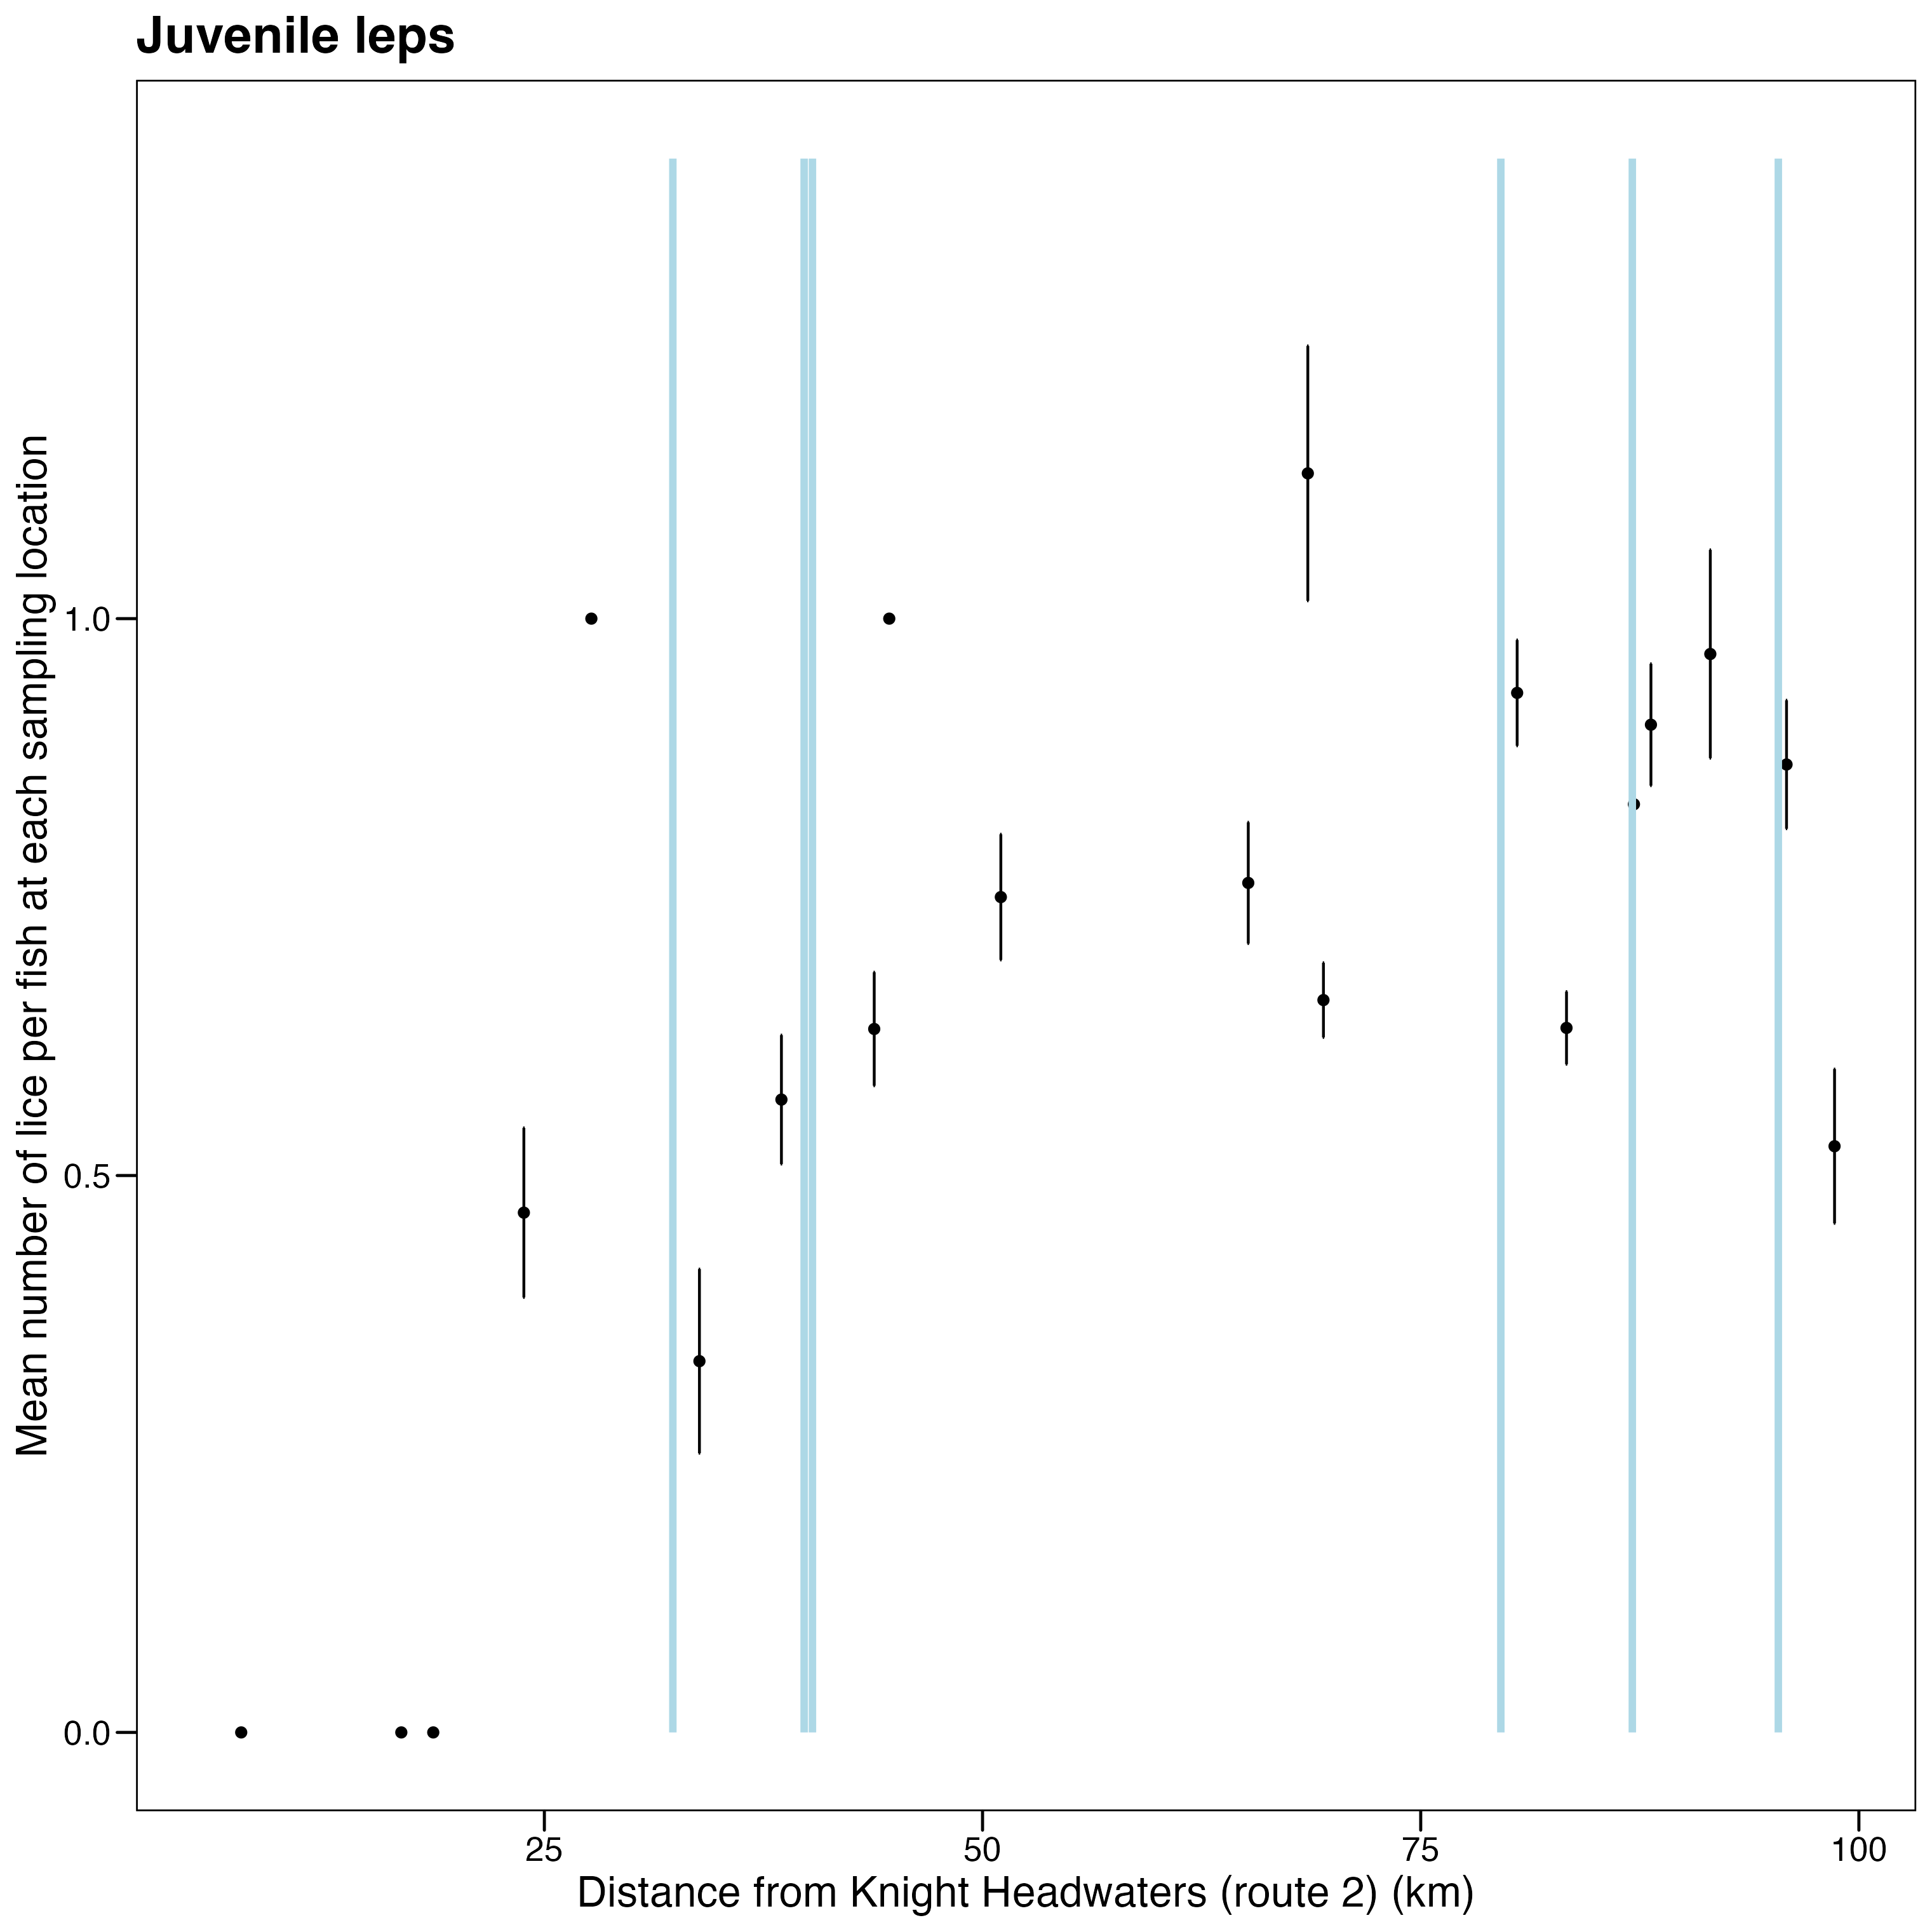 Juvenile leps
Mean number of lice per fish at each sampling location
1.0
0.5
0.0
25
50
75
100
Distance from Knight Headwaters (route 2) (km)